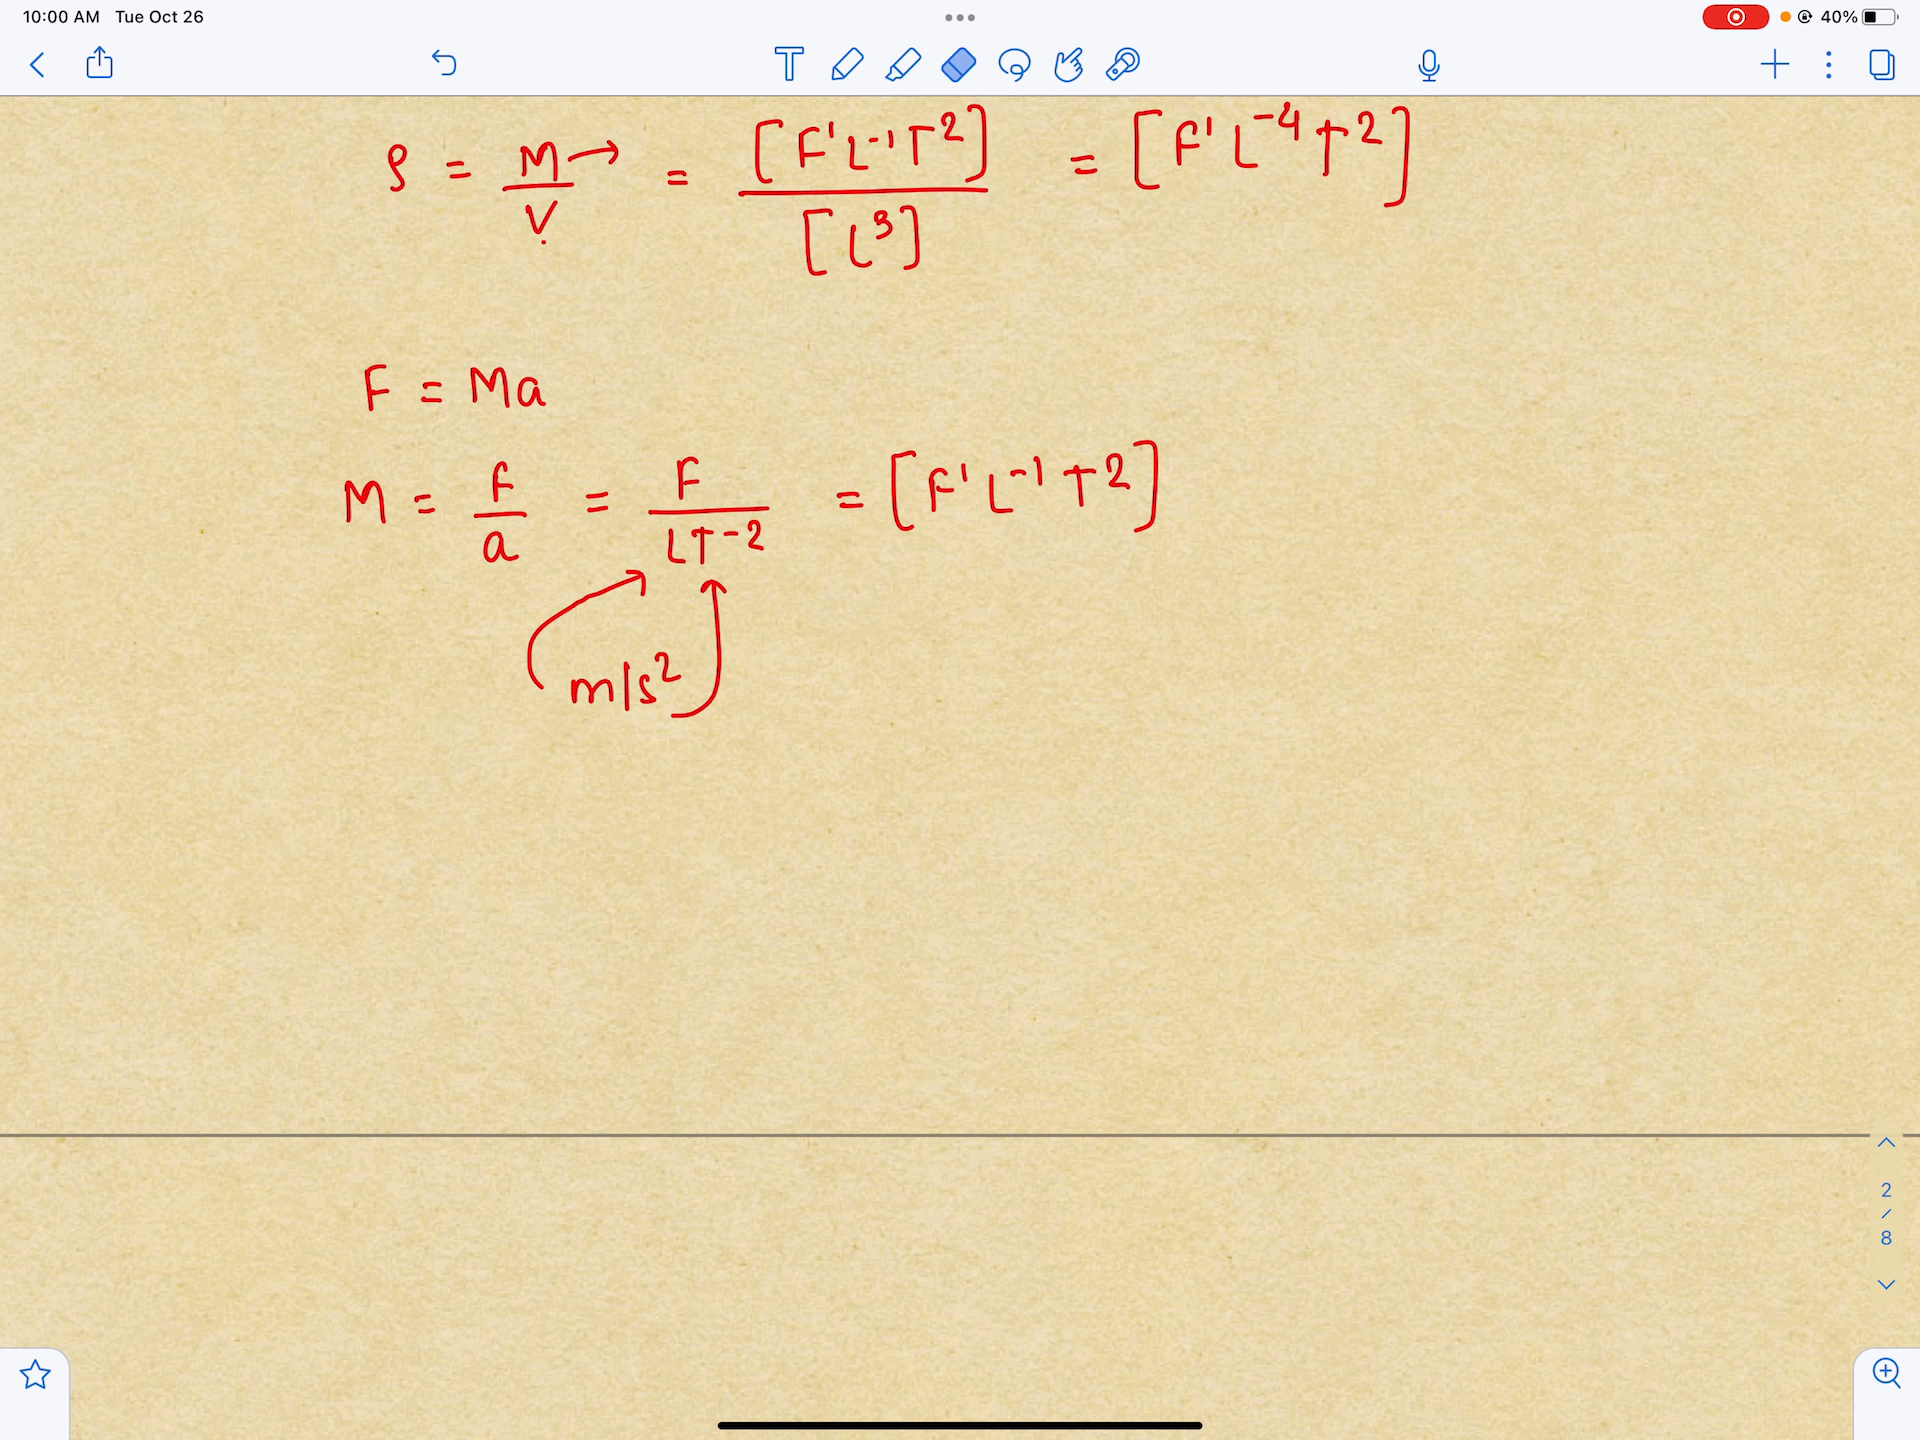 10:00 AM Tue Oct 26
40%
ρ = M/V → = [F¹L⁻¹T²]/[L³] = [F¹L⁻⁴T²]
F = Ma
M = F/a = F/LT⁻² = [F¹L⁻¹T²]
m/s²
2
/
8